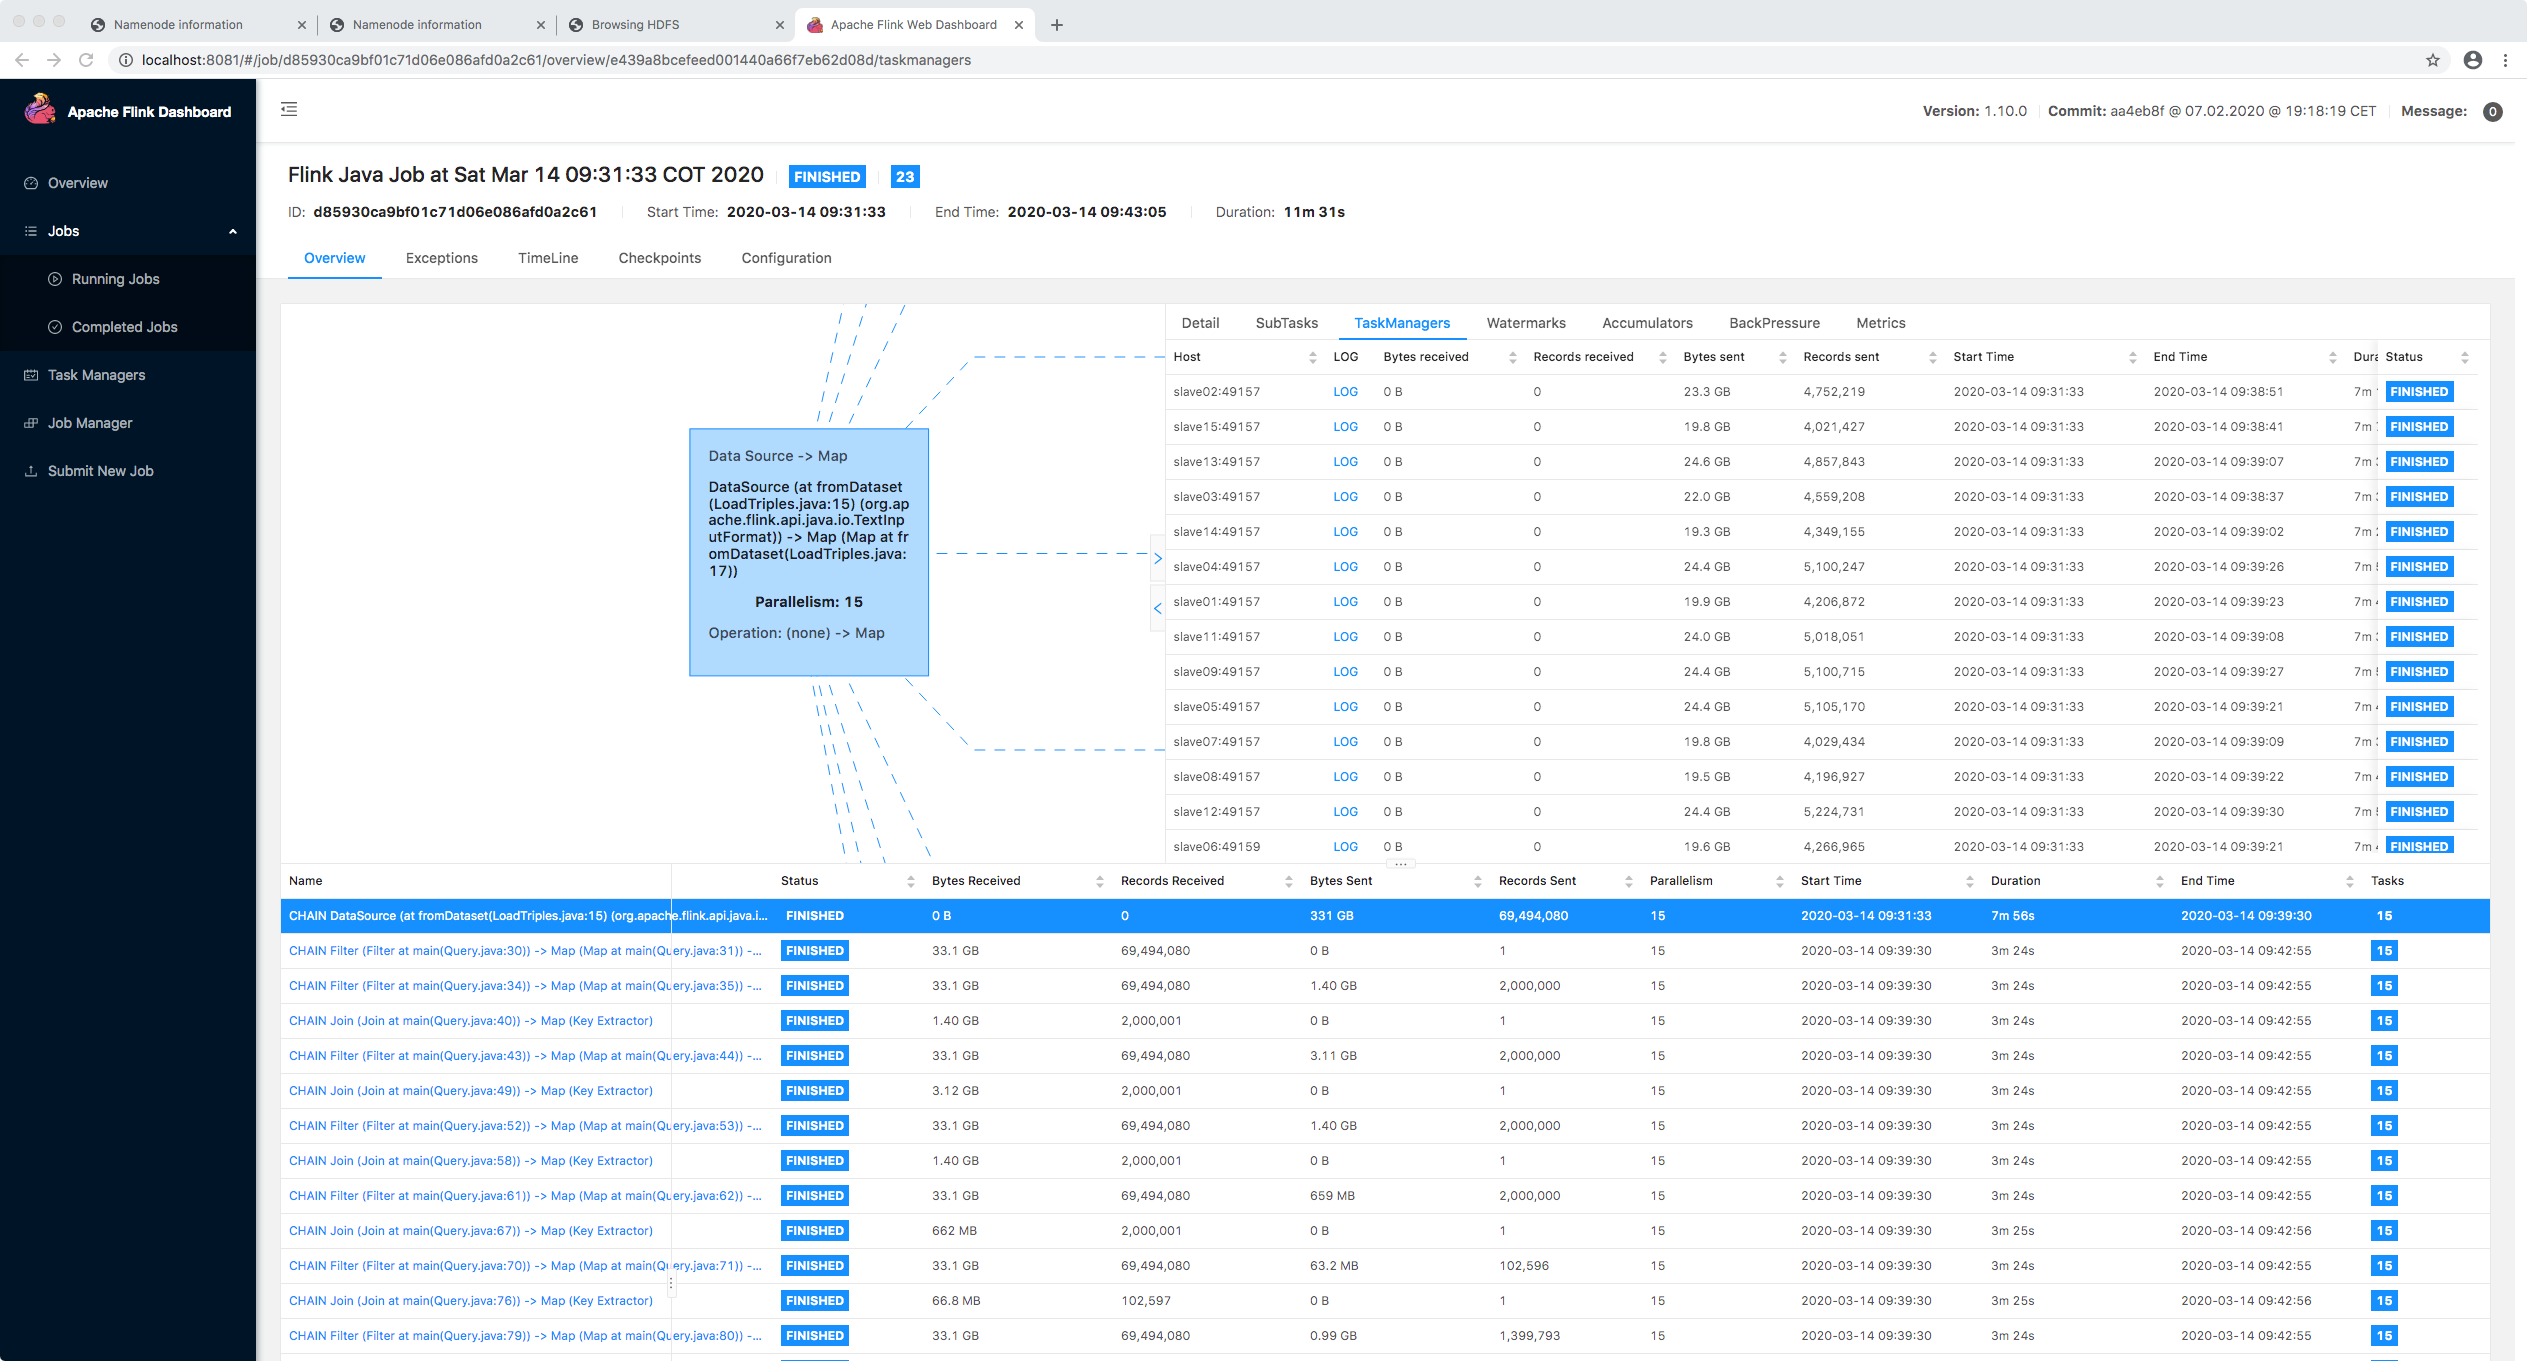 Namenode information
Namenode information
Browsing HDFS
Apache Flink Web Dashboard
localhost:8081/#/job/d85930ca9bf01c71d06e086afd0a2c61/overview/e439a8bcefeed001440a66f7eb62d08d/taskmanagers
Apache Flink Dashboard
Version: 1.10.0 Commit: aa4eb8f @ 07.02.2020 @ 19:18:19 CET Message: 0
Overview
Jobs
Running Jobs
Completed Jobs
Task Managers
Job Manager
Submit New Job
Flink Java Job at Sat Mar 14 09:31:33 COT 2020 FINISHED 23
ID: d85930ca9bf01c71d06e086afd0a2c61 Start Time: 2020-03-14 09:31:33 End Time: 2020-03-14 09:43:05 Duration: 11m 31s
Overview Exceptions TimeLine Checkpoints Configuration
Data Source -> Map
DataSource (at fromDataset
(LoadTriples.java:15) (org.ap
ache.flink.api.java.io.TextInp
utFormat)) -> Map (Map at fr
omDataset(LoadTriples.java:
17))
Parallelism: 15
Operation: (none) -> Map
Detail SubTasks TaskManagers Watermarks Accumulators BackPressure Metrics
Host LOG Bytes received Records received Bytes sent Records sent Start Time End Time Dura Status
slave02:49157 LOG 0 B 0 23.3 GB 4,752,219 2020-03-14 09:31:33 2020-03-14 09:38:51 7m FINISHED
slave15:49157 LOG 0 B 0 19.8 GB 4,021,427 2020-03-14 09:31:33 2020-03-14 09:38:41 7m FINISHED
slave13:49157 LOG 0 B 0 24.6 GB 4,857,843 2020-03-14 09:31:33 2020-03-14 09:39:07 7m FINISHED
slave03:49157 LOG 0 B 0 22.0 GB 4,559,208 2020-03-14 09:31:33 2020-03-14 09:38:37 7m FINISHED
slave14:49157 LOG 0 B 0 19.3 GB 4,349,155 2020-03-14 09:31:33 2020-03-14 09:39:02 7m FINISHED
slave04:49157 LOG 0 B 0 24.4 GB 5,100,247 2020-03-14 09:31:33 2020-03-14 09:39:26 7m FINISHED
slave01:49157 LOG 0 B 0 19.9 GB 4,206,872 2020-03-14 09:31:33 2020-03-14 09:39:23 7m FINISHED
slave11:49157 LOG 0 B 0 24.0 GB 5,018,051 2020-03-14 09:31:33 2020-03-14 09:39:08 7m FINISHED
slave09:49157 LOG 0 B 0 24.4 GB 5,100,715 2020-03-14 09:31:33 2020-03-14 09:39:27 7m FINISHED
slave05:49157 LOG 0 B 0 24.4 GB 5,105,170 2020-03-14 09:31:33 2020-03-14 09:39:21 7m FINISHED
slave07:49157 LOG 0 B 0 19.8 GB 4,029,434 2020-03-14 09:31:33 2020-03-14 09:39:09 7m FINISHED
slave08:49157 LOG 0 B 0 19.5 GB 4,196,927 2020-03-14 09:31:33 2020-03-14 09:39:22 7m FINISHED
slave12:49157 LOG 0 B 0 24.4 GB 5,224,731 2020-03-14 09:31:33 2020-03-14 09:39:30 7m FINISHED
slave06:49159 LOG 0 B 0 19.6 GB 4,266,965 2020-03-14 09:31:33 2020-03-14 09:39:21 7m FINISHED
Name Status Bytes Received Records Received Bytes Sent Records Sent Parallelism Start Time Duration End Time Tasks
CHAIN DataSource (at fromDataset(LoadTriples.java:15) (org.apache.flink.api.java.i... FINISHED 0 B 0 331 GB 69,494,080 15 2020-03-14 09:31:33 7m 56s 2020-03-14 09:39:30 15
CHAIN Filter (Filter at main(Query.java:30)) -> Map (Map at main(Query.java:31)) -... FINISHED 33.1 GB 69,494,080 0 B 1 15 2020-03-14 09:39:30 3m 24s 2020-03-14 09:42:55 15
CHAIN Filter (Filter at main(Query.java:34)) -> Map (Map at main(Query.java:35)) -... FINISHED 33.1 GB 69,494,080 1.40 GB 2,000,000 15 2020-03-14 09:39:30 3m 24s 2020-03-14 09:42:55 15
CHAIN Join (Join at main(Query.java:40)) -> Map (Key Extractor) FINISHED 1.40 GB 2,000,001 0 B 1 15 2020-03-14 09:39:30 3m 24s 2020-03-14 09:42:55 15
CHAIN Filter (Filter at main(Query.java:43)) -> Map (Map at main(Query.java:44)) -... FINISHED 33.1 GB 69,494,080 3.11 GB 2,000,000 15 2020-03-14 09:39:30 3m 24s 2020-03-14 09:42:55 15
CHAIN Join (Join at main(Query.java:49)) -> Map (Key Extractor) FINISHED 3.12 GB 2,000,001 0 B 1 15 2020-03-14 09:39:30 3m 24s 2020-03-14 09:42:55 15
CHAIN Filter (Filter at main(Query.java:52)) -> Map (Map at main(Query.java:53)) -... FINISHED 33.1 GB 69,494,080 1.40 GB 2,000,000 15 2020-03-14 09:39:30 3m 24s 2020-03-14 09:42:55 15
CHAIN Join (Join at main(Query.java:58)) -> Map (Key Extractor) FINISHED 1.40 GB 2,000,001 0 B 1 15 2020-03-14 09:39:30 3m 24s 2020-03-14 09:42:55 15
CHAIN Filter (Filter at main(Query.java:61)) -> Map (Map at main(Query.java:62)) -... FINISHED 33.1 GB 69,494,080 659 MB 2,000,000 15 2020-03-14 09:39:30 3m 24s 2020-03-14 09:42:55 15
CHAIN Join (Join at main(Query.java:67)) -> Map (Key Extractor) FINISHED 662 MB 2,000,001 0 B 1 15 2020-03-14 09:39:30 3m 25s 2020-03-14 09:42:56 15
CHAIN Filter (Filter at main(Query.java:70)) -> Map (Map at main(Query.java:71)) -... FINISHED 33.1 GB 69,494,080 63.2 MB 102,596 15 2020-03-14 09:39:30 3m 24s 2020-03-14 09:42:55 15
CHAIN Join (Join at main(Query.java:76)) -> Map (Key Extractor) FINISHED 66.8 MB 102,597 0 B 1 15 2020-03-14 09:39:30 3m 25s 2020-03-14 09:42:56 15
CHAIN Filter (Filter at main(Query.java:79)) -> Map (Map at main(Query.java:80)) -... FINISHED 33.1 GB 69,494,080 0.99 GB 1,399,793 15 2020-03-14 09:39:30 3m 24s 2020-03-14 09:42:55 15